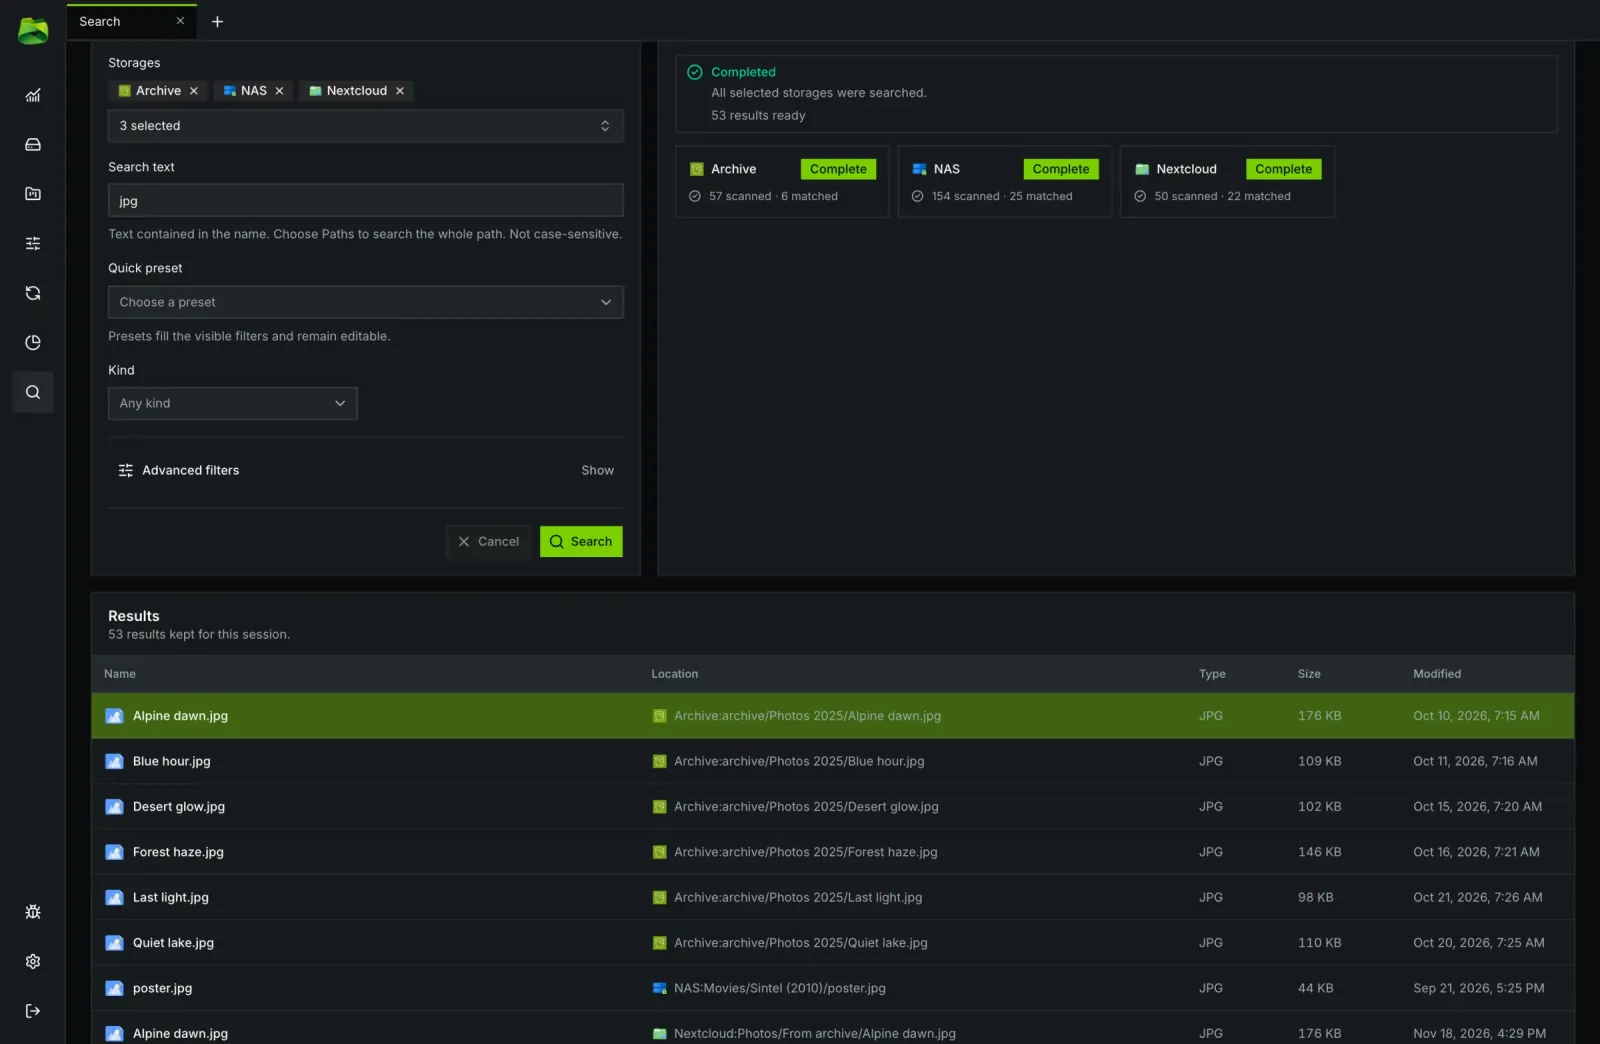 Search
Storages
Archive
NAS
Nextcloud
3 selected
Search text
jpg
Text contained in the name. Choose Paths to search the whole path. Not case-sensitive.
Quick preset
Choose a preset
Presets fill the visible filters and remain editable.
Kind
Any kind
Advanced filters
Show
Cancel
Search
Completed
All selected storages were searched.
53 results ready
Archive
Complete
57 scanned · 6 matched
NAS
Complete
154 scanned · 25 matched
Nextcloud
Complete
50 scanned · 22 matched
Results
53 results kept for this session.
Name Location Type Size Modified
Alpine dawn.jpg Archive:archive/Photos 2025/Alpine dawn.jpg JPG 176 KB Oct 10, 2026, 7:15 AM
Blue hour.jpg Archive:archive/Photos 2025/Blue hour.jpg JPG 109 KB Oct 11, 2026, 7:16 AM
Desert glow.jpg Archive:archive/Photos 2025/Desert glow.jpg JPG 102 KB Oct 15, 2026, 7:20 AM
Forest haze.jpg Archive:archive/Photos 2025/Forest haze.jpg JPG 146 KB Oct 16, 2026, 7:21 AM
Last light.jpg Archive:archive/Photos 2025/Last light.jpg JPG 98 KB Oct 21, 2026, 7:26 AM
Quiet lake.jpg Archive:archive/Photos 2025/Quiet lake.jpg JPG 110 KB Oct 20, 2026, 7:25 AM
poster.jpg NAS:Movies/Sintel (2010)/poster.jpg JPG 44 KB Sep 21, 2026, 5:25 PM
Alpine dawn.jpg Nextcloud:Photos/From archive/Alpine dawn.jpg JPG 176 KB Nov 18, 2026, 4:29 PM